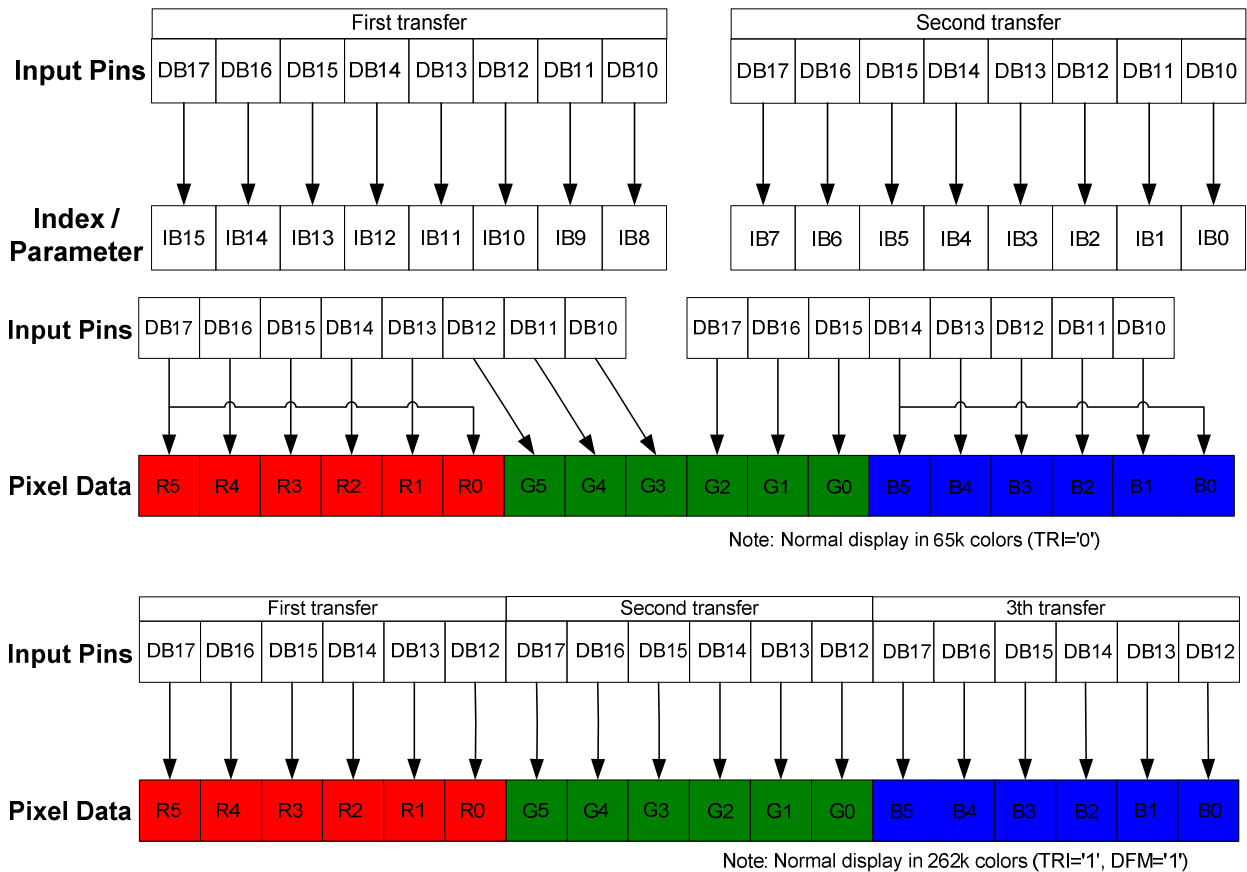 First transfer Second transfer
Input Pins DB17 DB16 DB15 DB14 DB13 DB12 DB11 DB10 DB17 DB16 DB15 DB14 DB13 DB12 DB11 DB10
Index /
Parameter
IB15 IB14 IB13 IB12 IB11 IB10 IB9 IB8 IB7 IB6 IB5 IB4 IB3 IB2 IB1 IB0
Input Pins DB17 DB16 DB15 DB14 DB13 DB12 DB11 DB10 DB17 DB16 DB15 DB14 DB13 DB12 DB11 DB10
Pixel Data R5 R4 R3 R2 R1 R0 G5 G4 G3 G2 G1 G0 B5 B4 B3 B2 B1 B0
Note: Normal display in 65k colors (TRI='0')
First transfer Second transfer 3th transfer
Input Pins DB17 DB16 DB15 DB14 DB13 DB12 DB17 DB16 DB15 DB14 DB13 DB12 DB17 DB16 DB15 DB14 DB13 DB12
Pixel Data R5 R4 R3 R2 R1 R0 G5 G4 G3 G2 G1 G0 B5 B4 B3 B2 B1 B0
Note: Normal display in 262k colors (TRI='1', DFM='1')